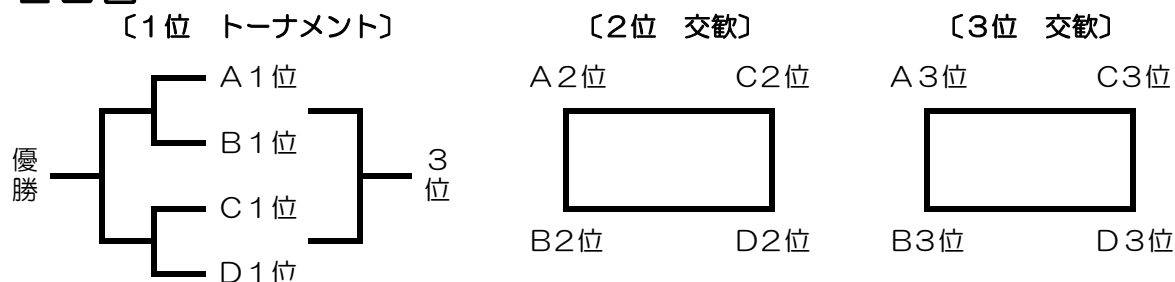 〔1位　トーナメント〕
A1位
B1位
C1位
D1位
優勝
3位
〔2位　交歓〕
A2位　C2位
B2位　D2位
〔3位　交歓〕
A3位　C3位
B3位　D3位